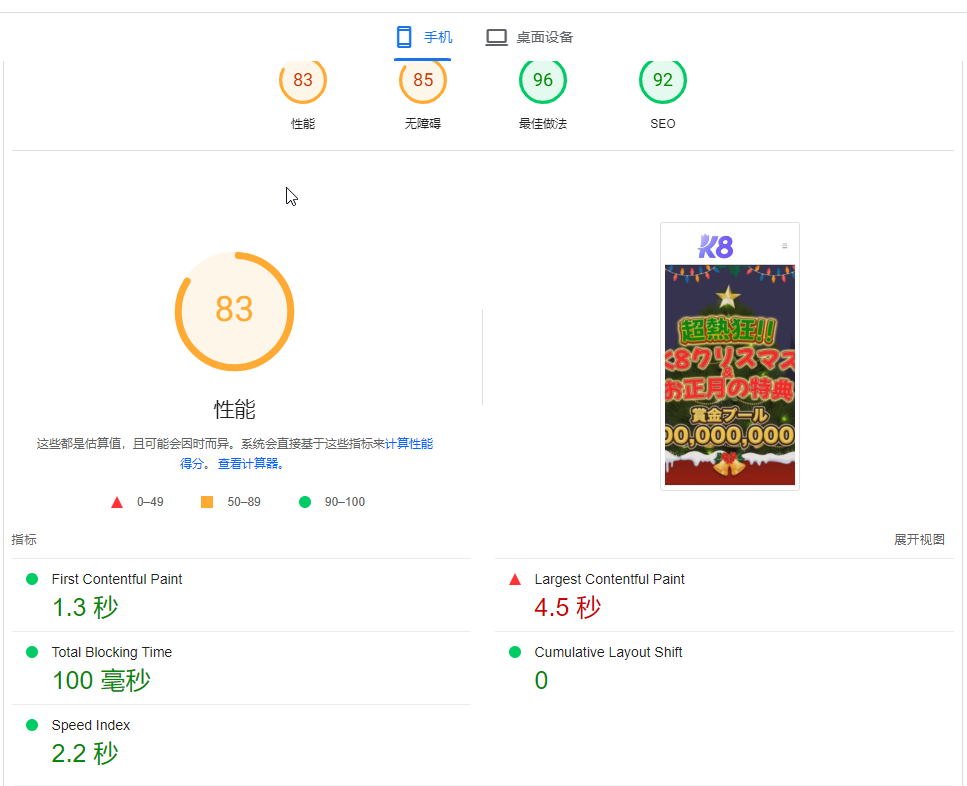 手机 桌面设备
83 85 96 92
性能 无障碍 最佳做法 SEO
K8
超熱狂!!
K8クリスマス
&
お正月の特典
賞金プール
00,000,000
83
性能
这些都是估算值，且可能会因时而异。系统会直接基于这些指标来计算性能
得分。 查看计算器。
0–49 50–89 90–100
指标 展开视图
First Contentful Paint
1.3 秒
Largest Contentful Paint
4.5 秒
Total Blocking Time
100 毫秒
Cumulative Layout Shift
0
Speed Index
2.2 秒